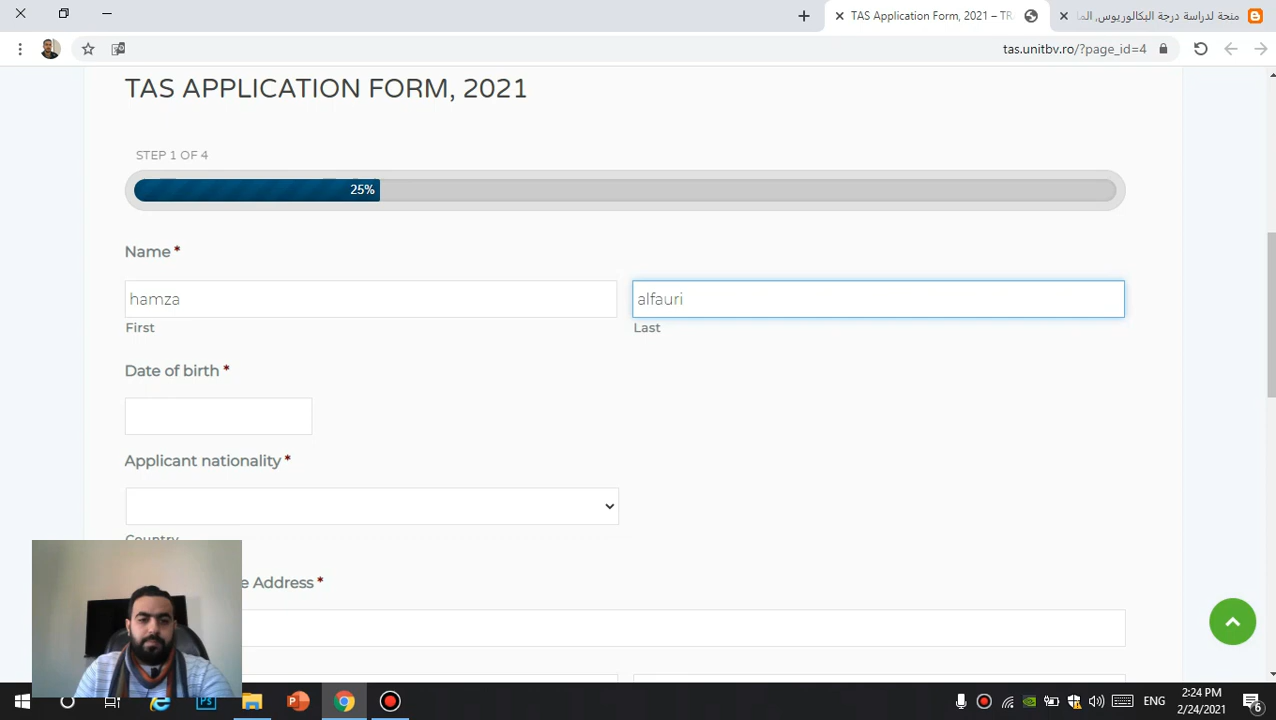 TAS Application Form, 2021 – TR
منحة لدراسة درجة البكالوريوس, الما
tas.unitbv.ro/?page_id=4
TAS APPLICATION FORM, 2021
STEP 1 OF 4
25%
Name *
hamza
alfauri
First
Last
Date of birth *
Applicant nationality *
Country
e Address *
ENG
2:24 PM
2/24/2021
6